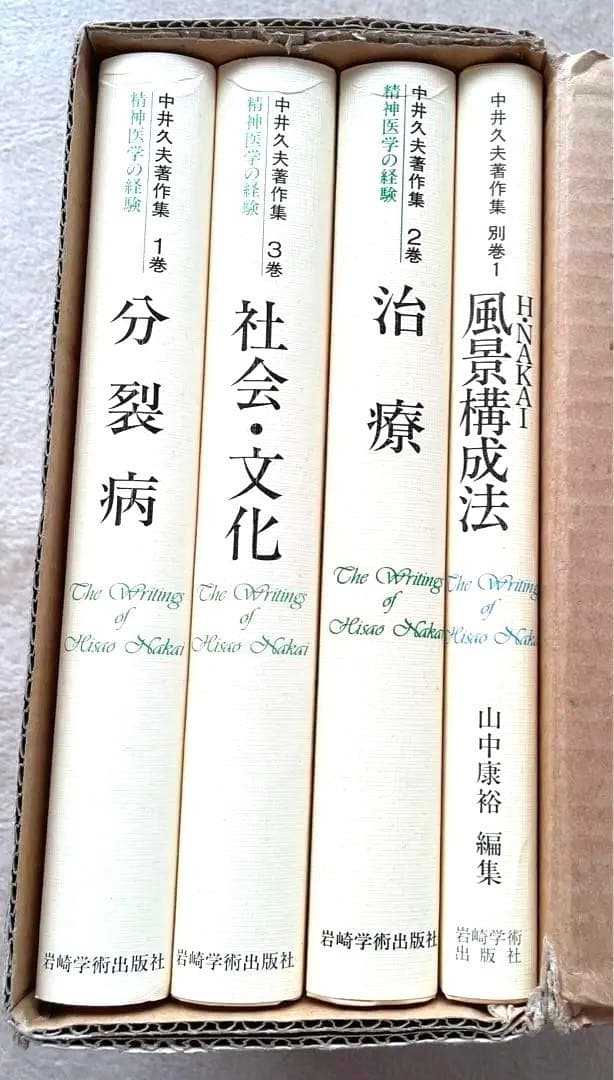 中井久夫著作集 1巻
精神医学の経験
分裂病
The Writings
of
Hisao Nakai
岩崎学術出版社
中井久夫著作集 3巻
精神医学の経験
社会・文化
The Writings
of
Hisao Nakai
岩崎学術出版社
中井久夫著作集 2巻
精神医学の経験
治療
The Writings
of
Hisao Nakai
岩崎学術出版社
中井久夫著作集 別巻1
H・NAKAI
風景構成法
The Writings
of
Hisao Nakai
山中康裕 編集
岩崎学術
出版社